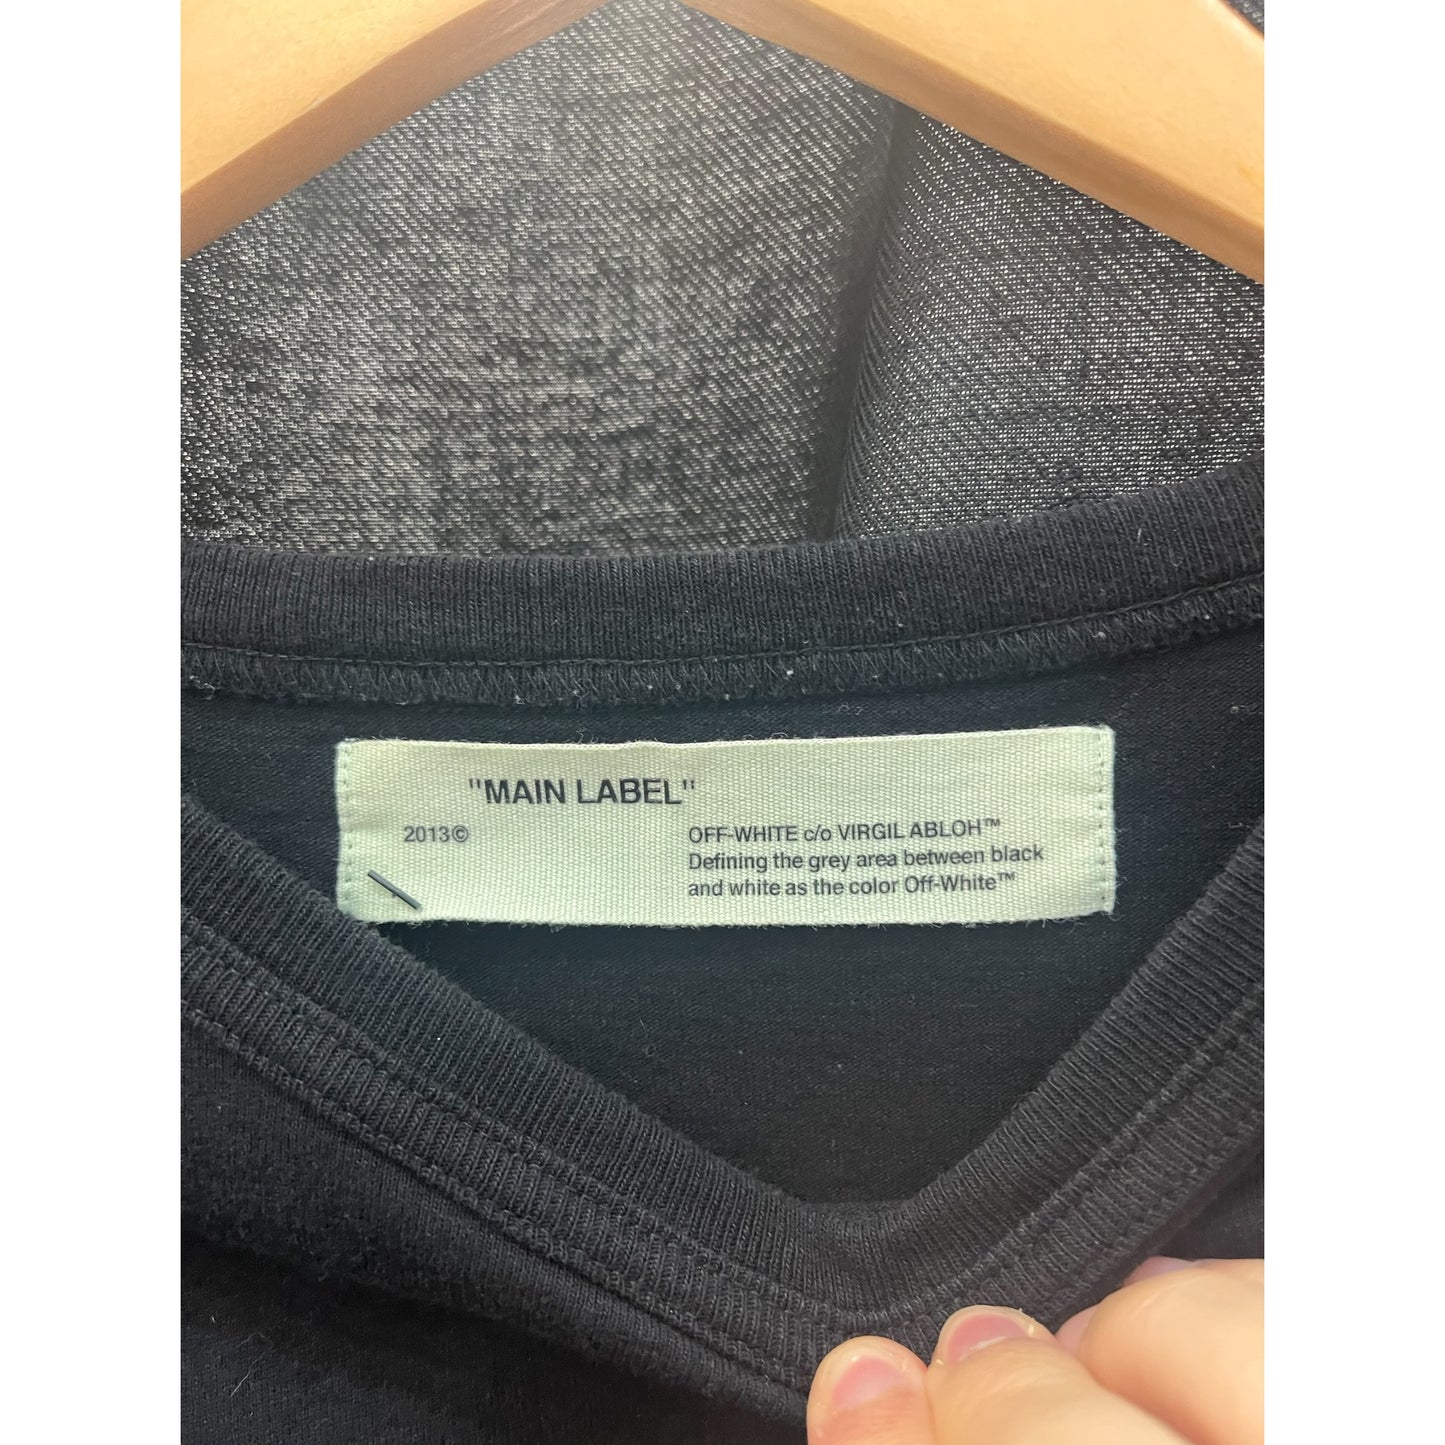 "MAIN LABEL"
2013©
OFF-WHITE c/o VIRGIL ABLOH™
Defining the grey area between black
and white as the color Off-White™